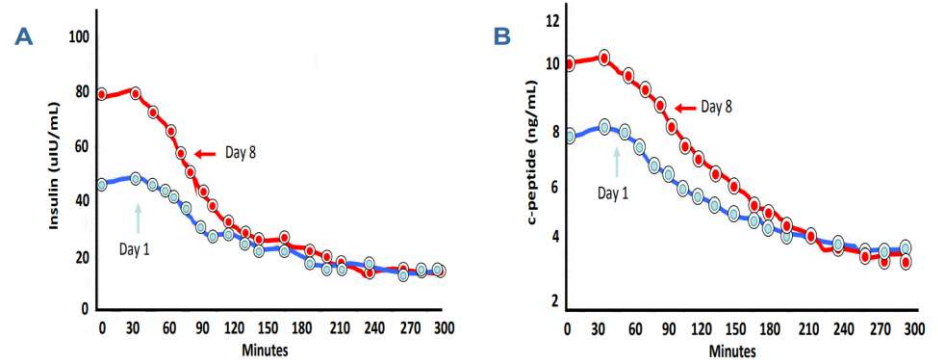 A
Insulin (uIU/mL)
100
80
60
40
20
0
Day 8
Day 1
0 30 60 90 120 150 180 210 240 270 300
Minutes
B
c-peptide (ng/mL)
12
10
8
6
4
2
Day 8
Day 1
0 30 60 90 120 150 180 210 240 270 300
Minutes